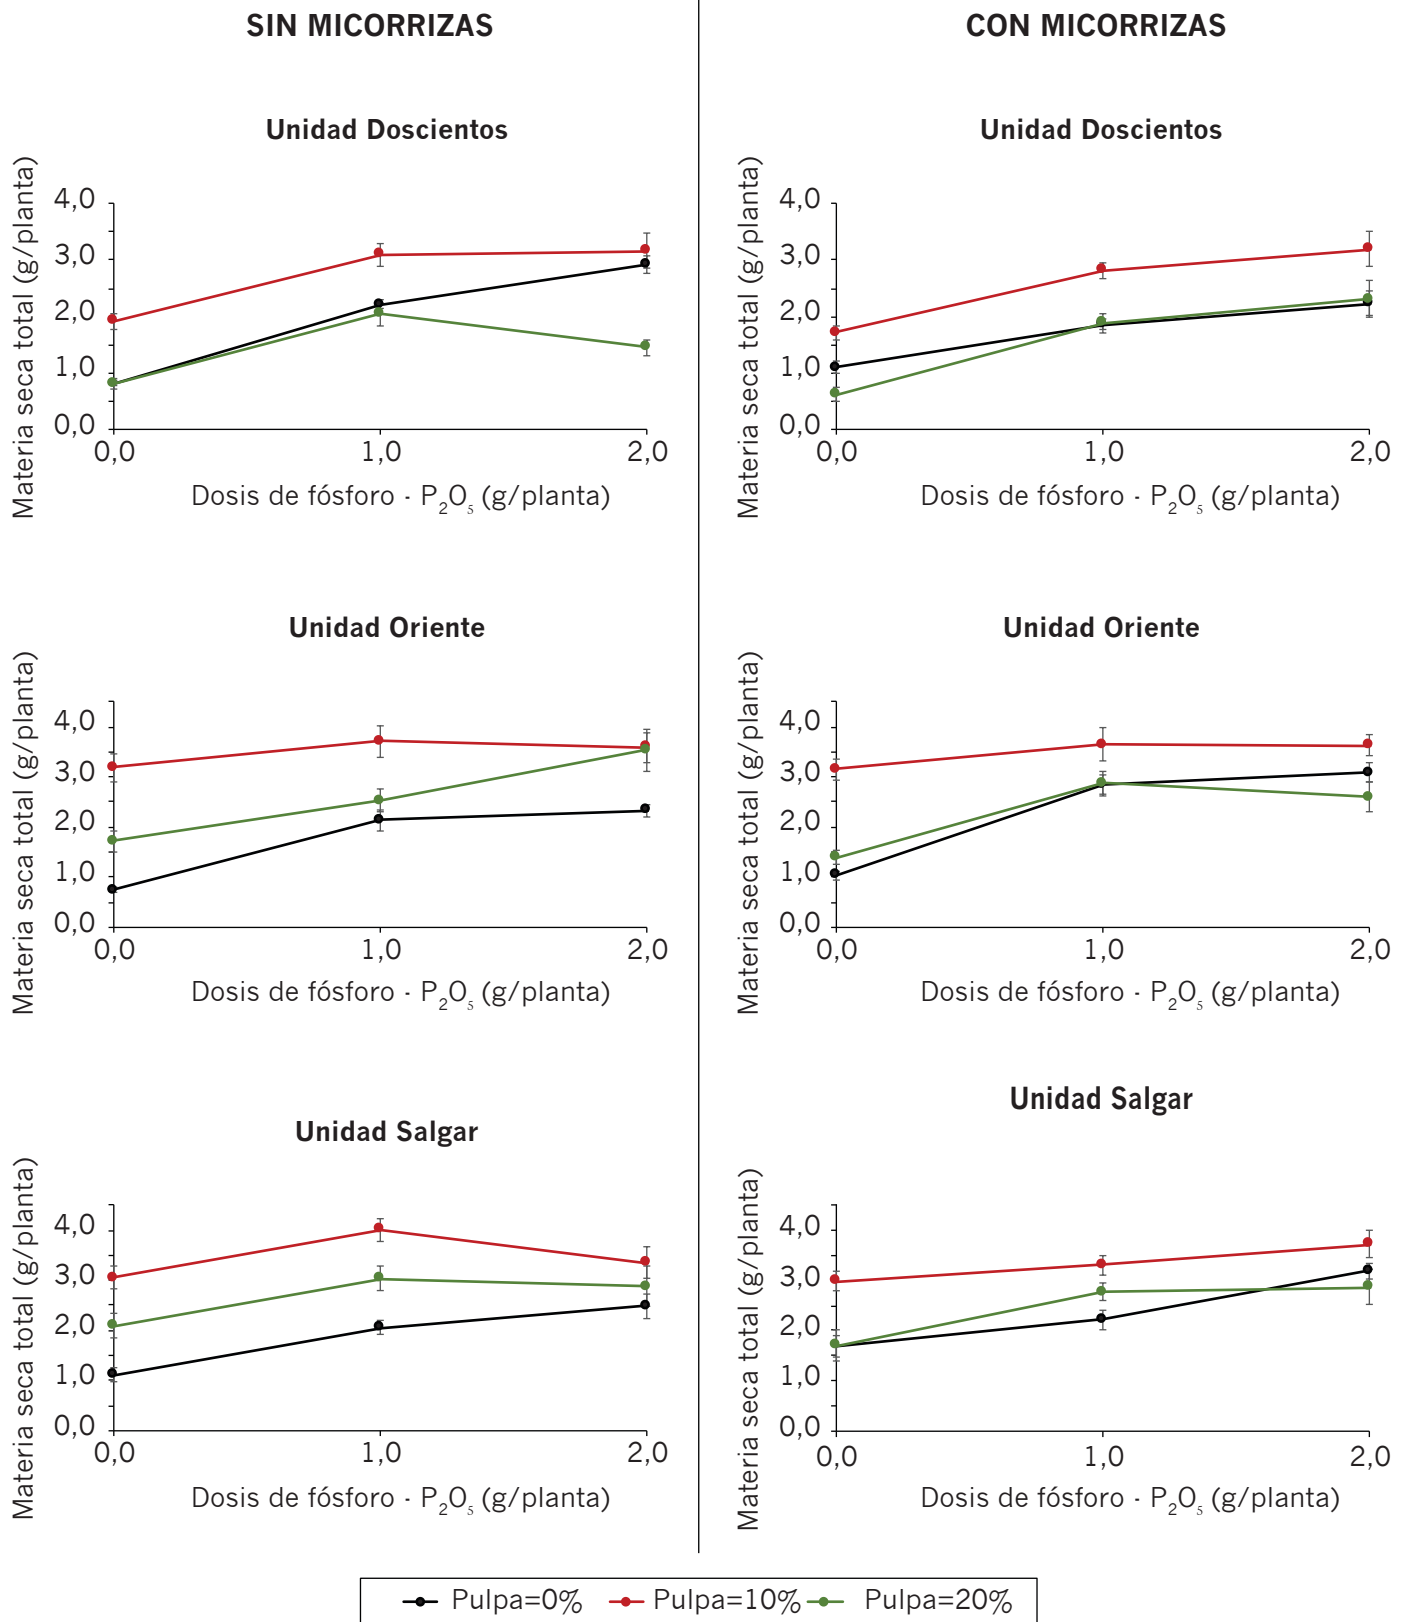 SIN MICORRIZAS
Unidad Doscientos
Materia seca total (g/planta)
4,0
3,0
2,0
1,0
0,0
0,0 1,0 2,0
Dosis de fósforo - P₂O₅ (g/planta)
Unidad Oriente
Materia seca total (g/planta)
4,0
3,0
2,0
1,0
0,0
0,0 1,0 2,0
Dosis de fósforo - P₂O₅ (g/planta)
Unidad Salgar
Materia seca total (g/planta)
4,0
3,0
2,0
1,0
0,0
0,0 1,0 2,0
Dosis de fósforo - P₂O₅ (g/planta)
CON MICORRIZAS
Unidad Doscientos
Materia seca total (g/planta)
4,0
3,0
2,0
1,0
0,0
0,0 1,0 2,0
Dosis de fósforo - P₂O₅ (g/planta)
Unidad Oriente
Materia seca total (g/planta)
4,0
3,0
2,0
1,0
0,0
0,0 1,0 2,0
Dosis de fósforo - P₂O₅ (g/planta)
Unidad Salgar
Materia seca total (g/planta)
4,0
3,0
2,0
1,0
0,0
0,0 1,0 2,0
Dosis de fósforo - P₂O₅ (g/planta)
Pulpa=0% Pulpa=10% Pulpa=20%